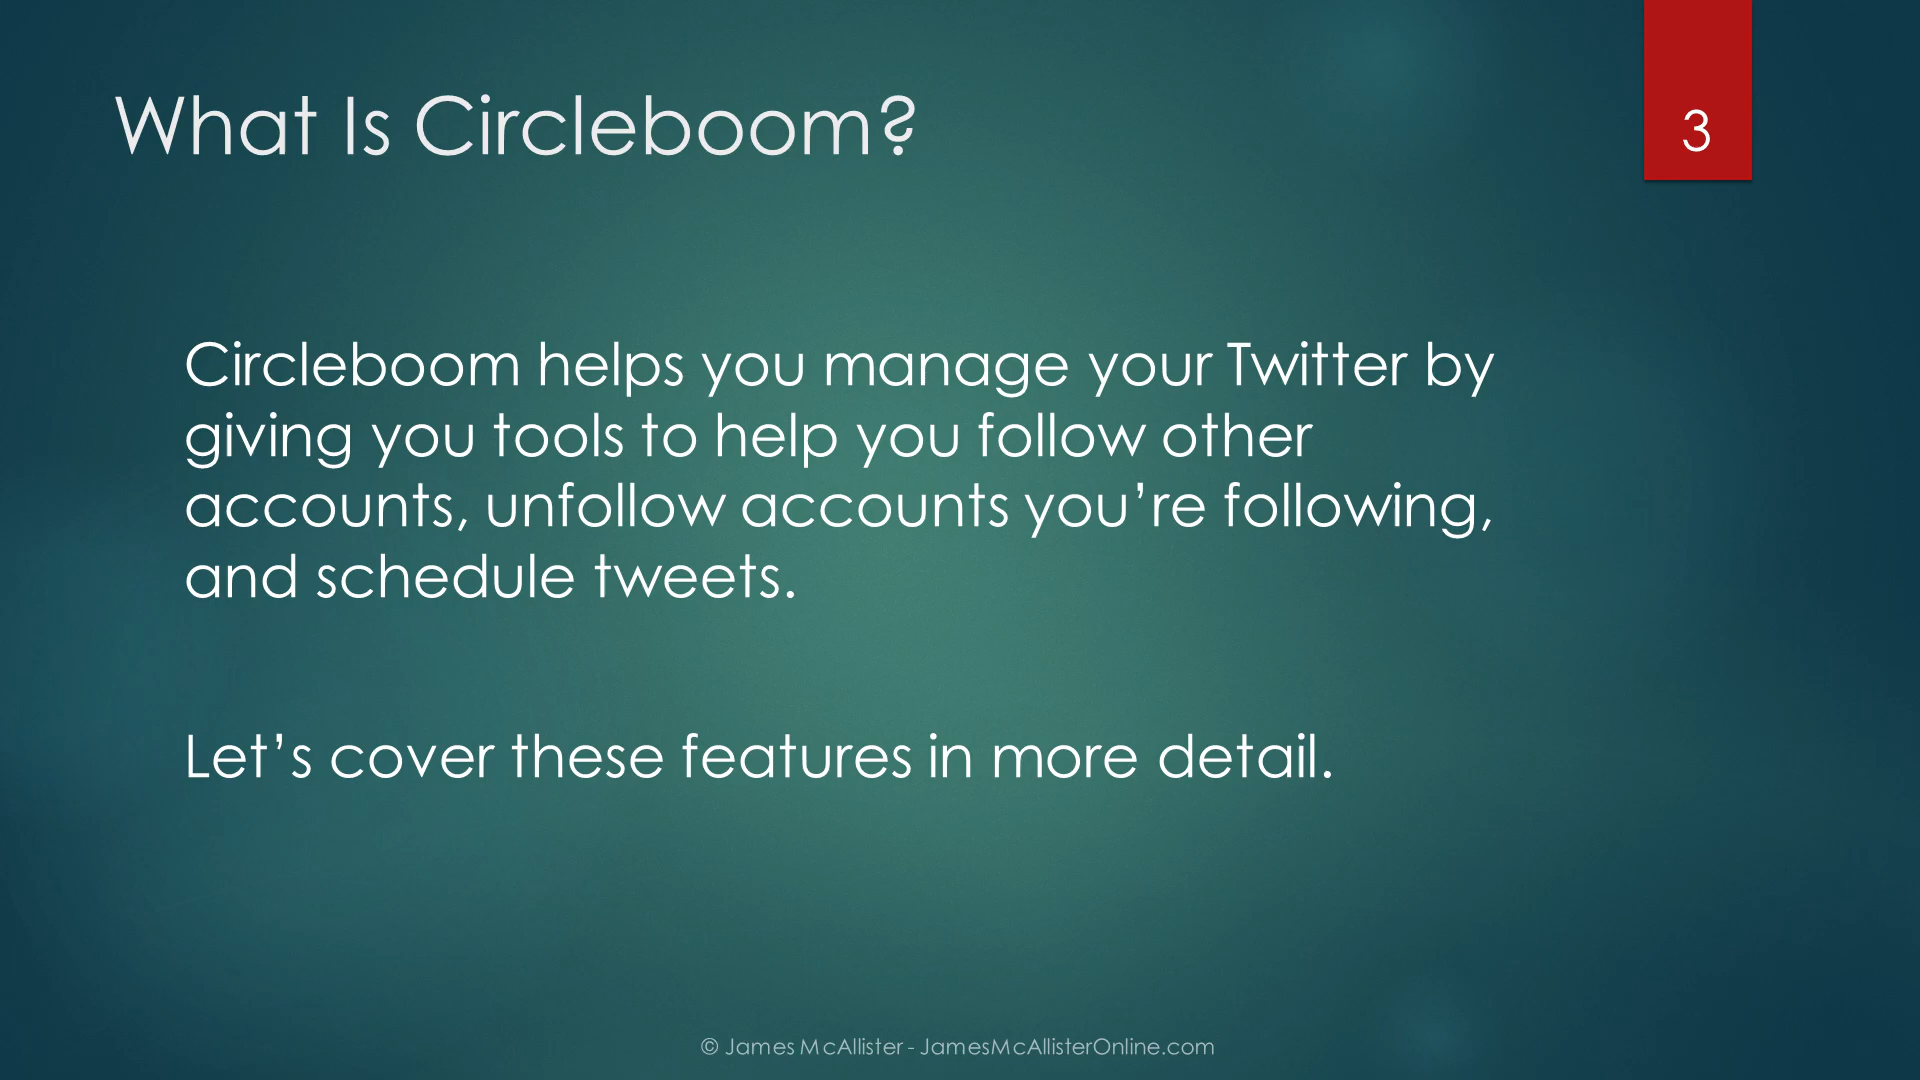 What Is Circleboom?
3
Circleboom helps you manage your Twitter by
giving you tools to help you follow other
accounts, unfollow accounts you’re following,
and schedule tweets.
Let’s cover these features in more detail.
© James McAllister - JamesMcAllisterOnline.com